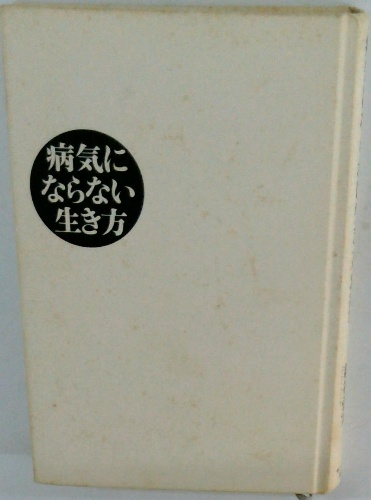 病気に
ならない
生き方